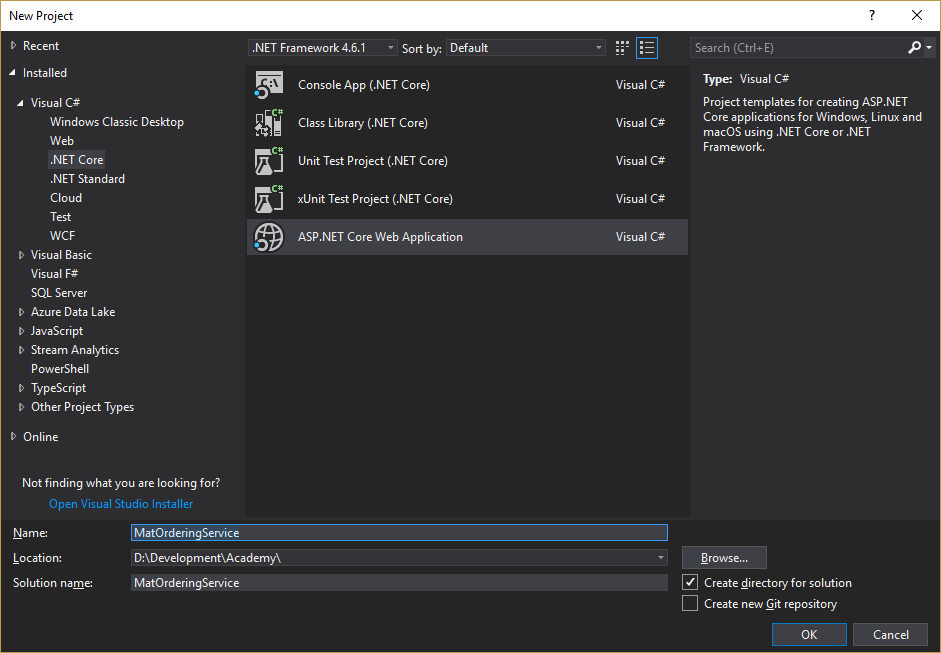 New Project
?
Recent
.NET Framework 4.6.1
Sort by:
Default
Search (Ctrl+E)
Installed
Visual C#
Windows Classic Desktop
Web
.NET Core
.NET Standard
Cloud
Test
WCF
Visual Basic
Visual F#
SQL Server
Azure Data Lake
JavaScript
Stream Analytics
PowerShell
TypeScript
Other Project Types
Online
Not finding what you are looking for?
Open Visual Studio Installer
Console App (.NET Core) Visual C#
Class Library (.NET Core) Visual C#
Unit Test Project (.NET Core) Visual C#
xUnit Test Project (.NET Core) Visual C#
ASP.NET Core Web Application Visual C#
Type: Visual C#
Project templates for creating ASP.NET
Core applications for Windows, Linux and
macOS using .NET Core or .NET
Framework.
Name: MatOrderingService
Location: D:\Development\Academy\
Browse...
Solution name: MatOrderingService
Create directory for solution
Create new Git repository
OK
Cancel